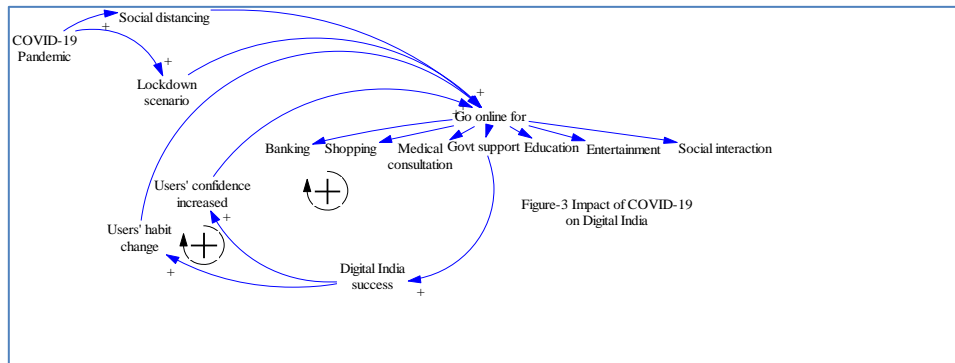 Social distancing
COVID-19
Pandemic
+
+
Lockdown
scenario
+
+
Go online for
Banking
Shopping
Medical
consultation
Govt support
Education
Entertainment
Social interaction
Users' confidence
increased
+
Figure-3 Impact of COVID-19
on Digital India
Users' habit
change
+
Digital India
success
+